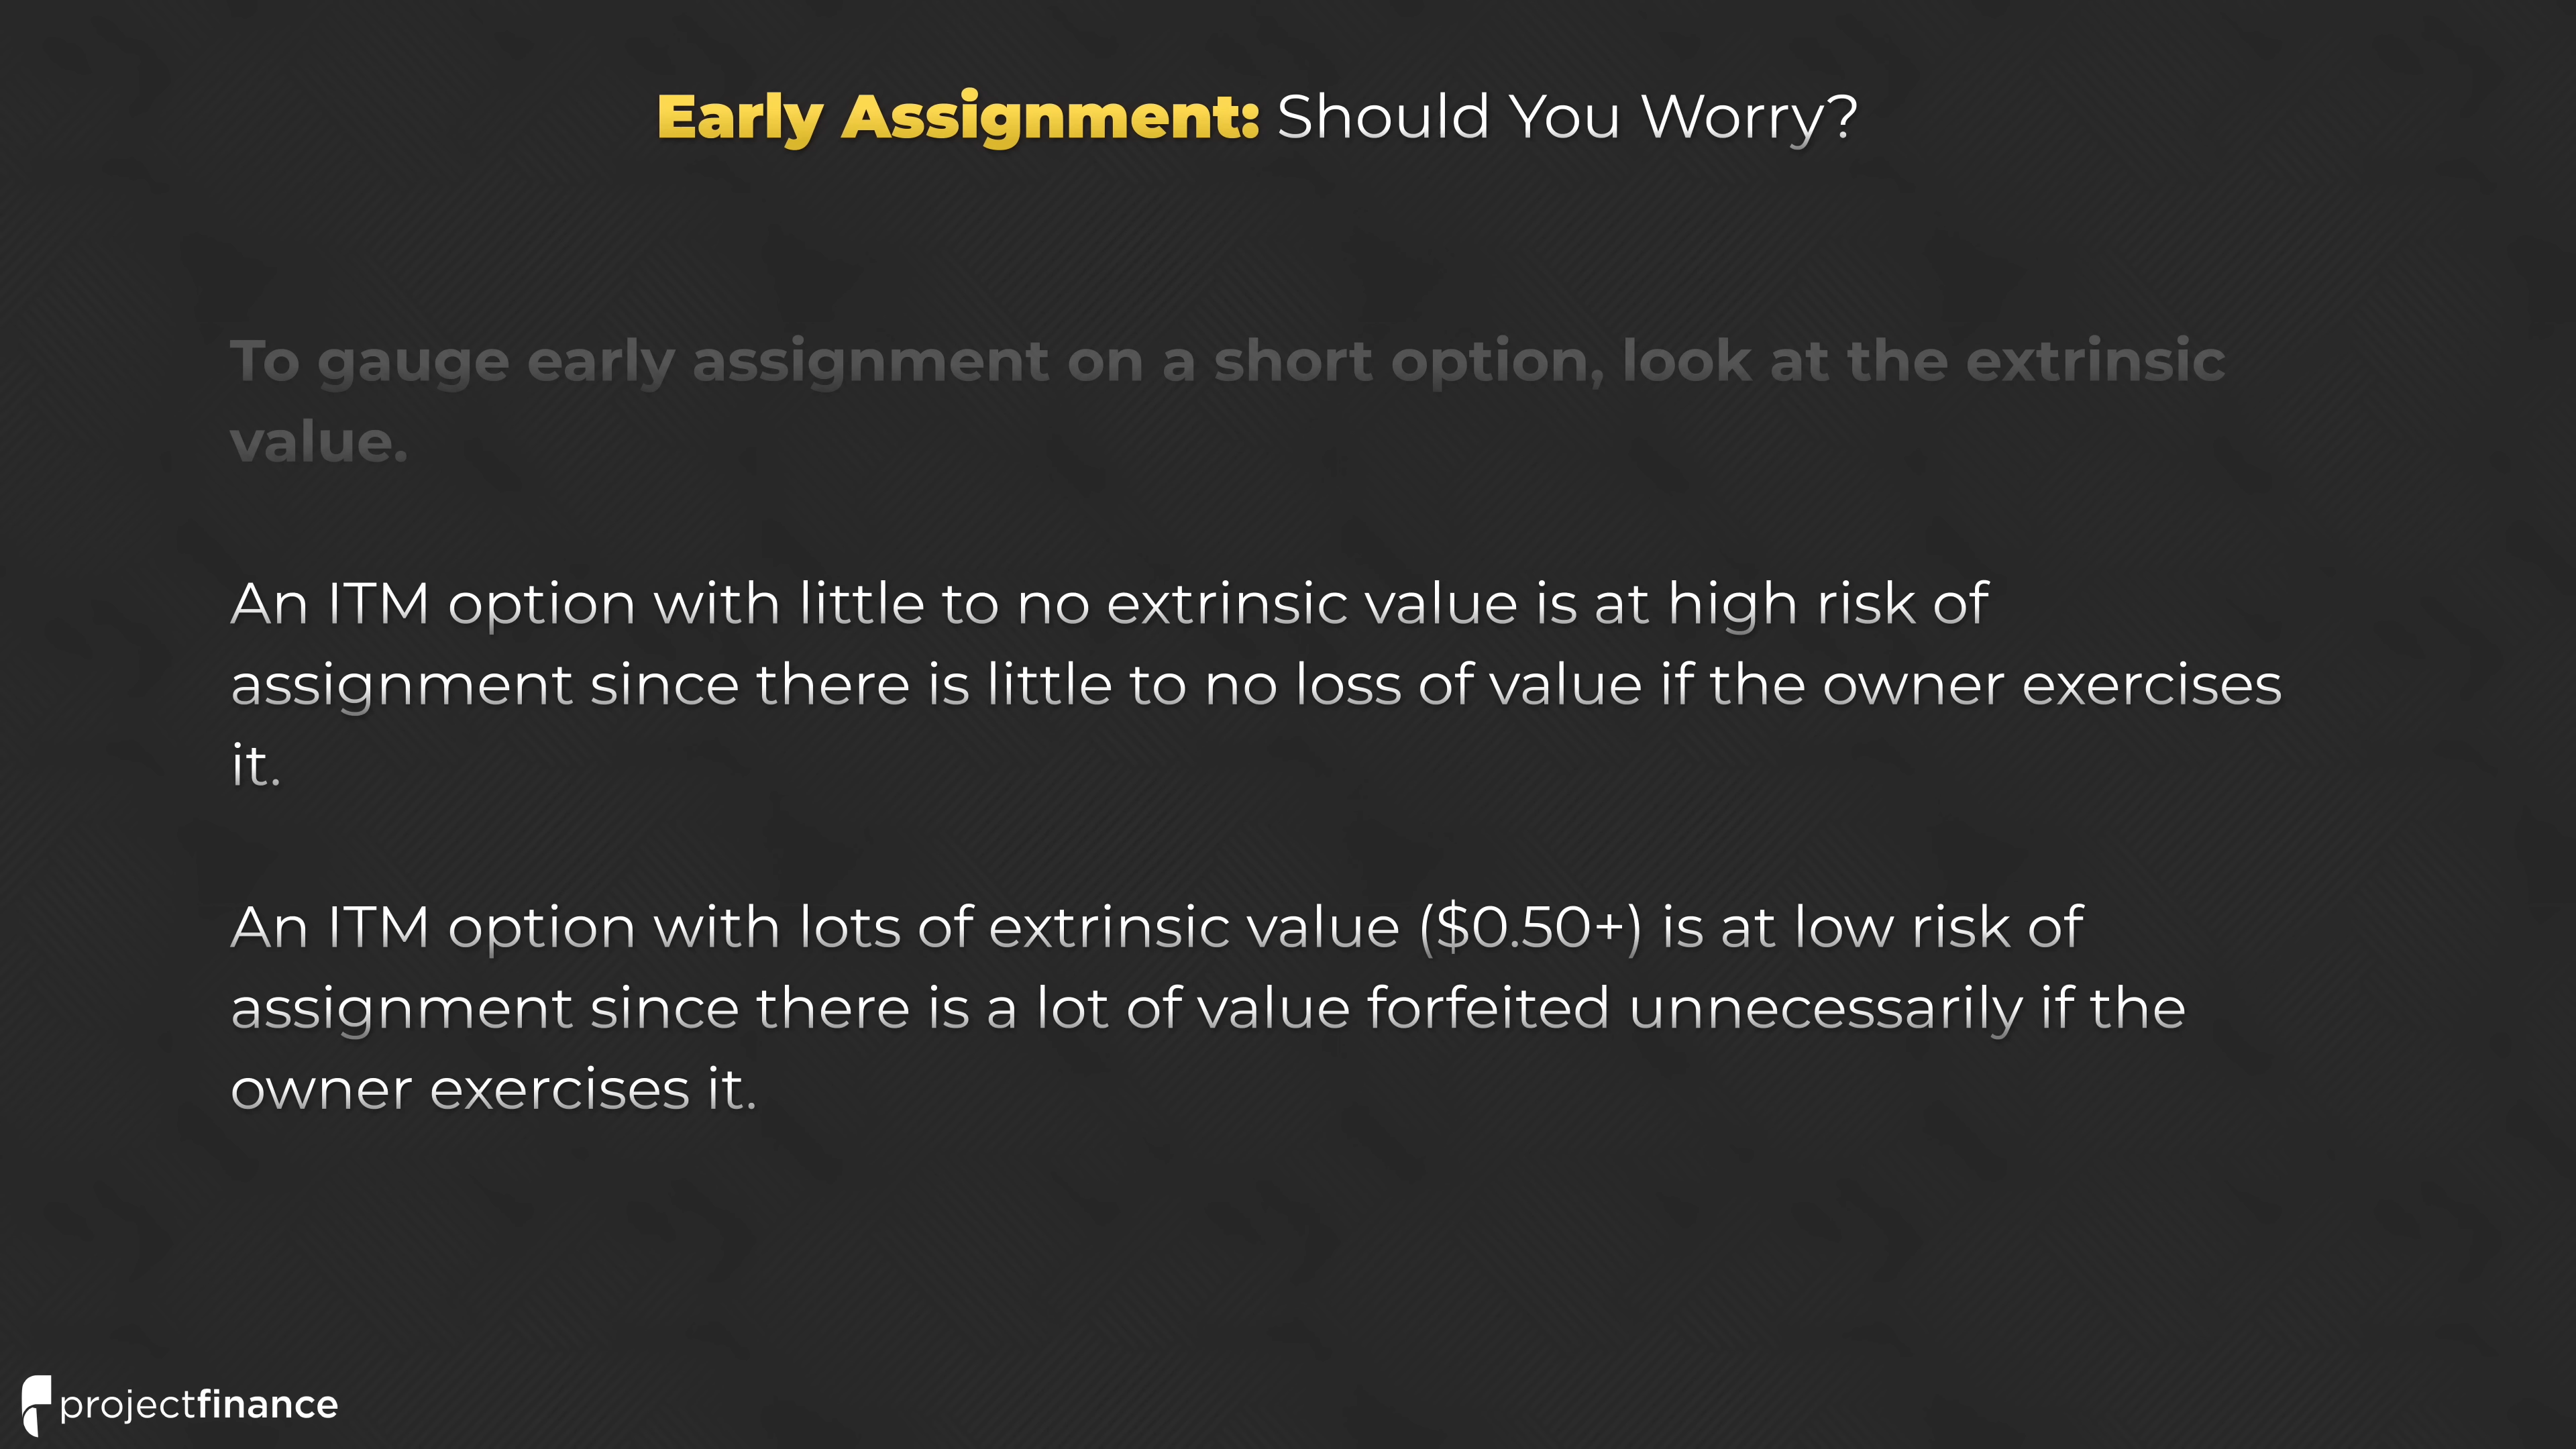 Early Assignment: Should You Worry?
To gauge early assignment on a short option, look at the extrinsic
value.
An ITM option with little to no extrinsic value is at high risk of
assignment since there is little to no loss of value if the owner exercises
it.
An ITM option with lots of extrinsic value ($0.50+) is at low risk of
assignment since there is a lot of value forfeited unnecessarily if the
owner exercises it.
projectfinance